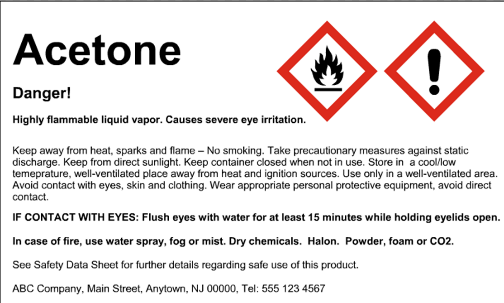 Acetone
Danger!
Highly flammable liquid vapor. Causes severe eye irritation.
Keep away from heat, sparks and flame – No smoking. Take precautionary measures against static
discharge. Keep from direct sunlight. Keep container closed when not in use. Store in a cool/low
temeprature, well-ventilated place away from heat and ignition sources. Use only in a well-ventilated area.
Avoid contact with eyes, skin and clothing. Wear appropriate personal protective equipment, avoid direct
contact.
IF CONTACT WITH EYES: Flush eyes with water for at least 15 minutes while holding eyelids open.
In case of fire, use water spray, fog or mist. Dry chemicals. Halon. Powder, foam or CO2.
See Safety Data Sheet for further details regarding safe use of this product.
ABC Company, Main Street, Anytown, NJ 00000, Tel: 555 123 4567